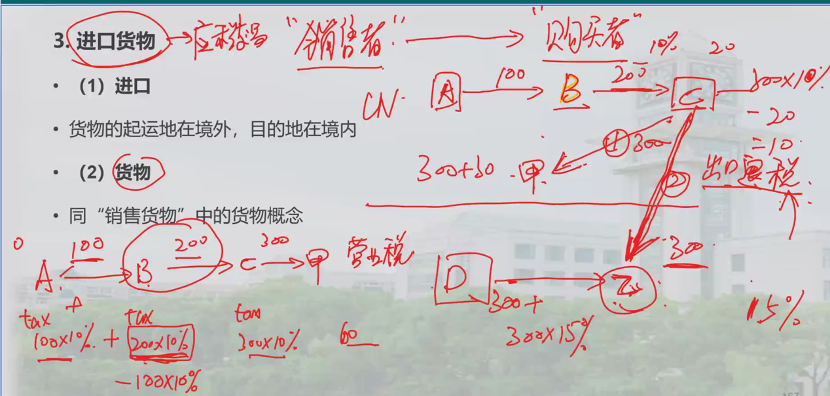 3. 进口货物 → 应税交易 "销售者" → "购买者"
10% 20
CN. A 100 B 200 C 300×10%
- 20
= 10
• （1）进口
• 货物的起运地在境外，目的地在境内
① 300
300+30 甲 ② 出口退税
• （2）货物
• 同“销售货物”中的货物概念
0 100 200 300 营业税
A B C 甲
D 300+ 乙 300
300×15% 15%
tax tax tax
100×10% + 200×10% 300×10% 60
-100×10%